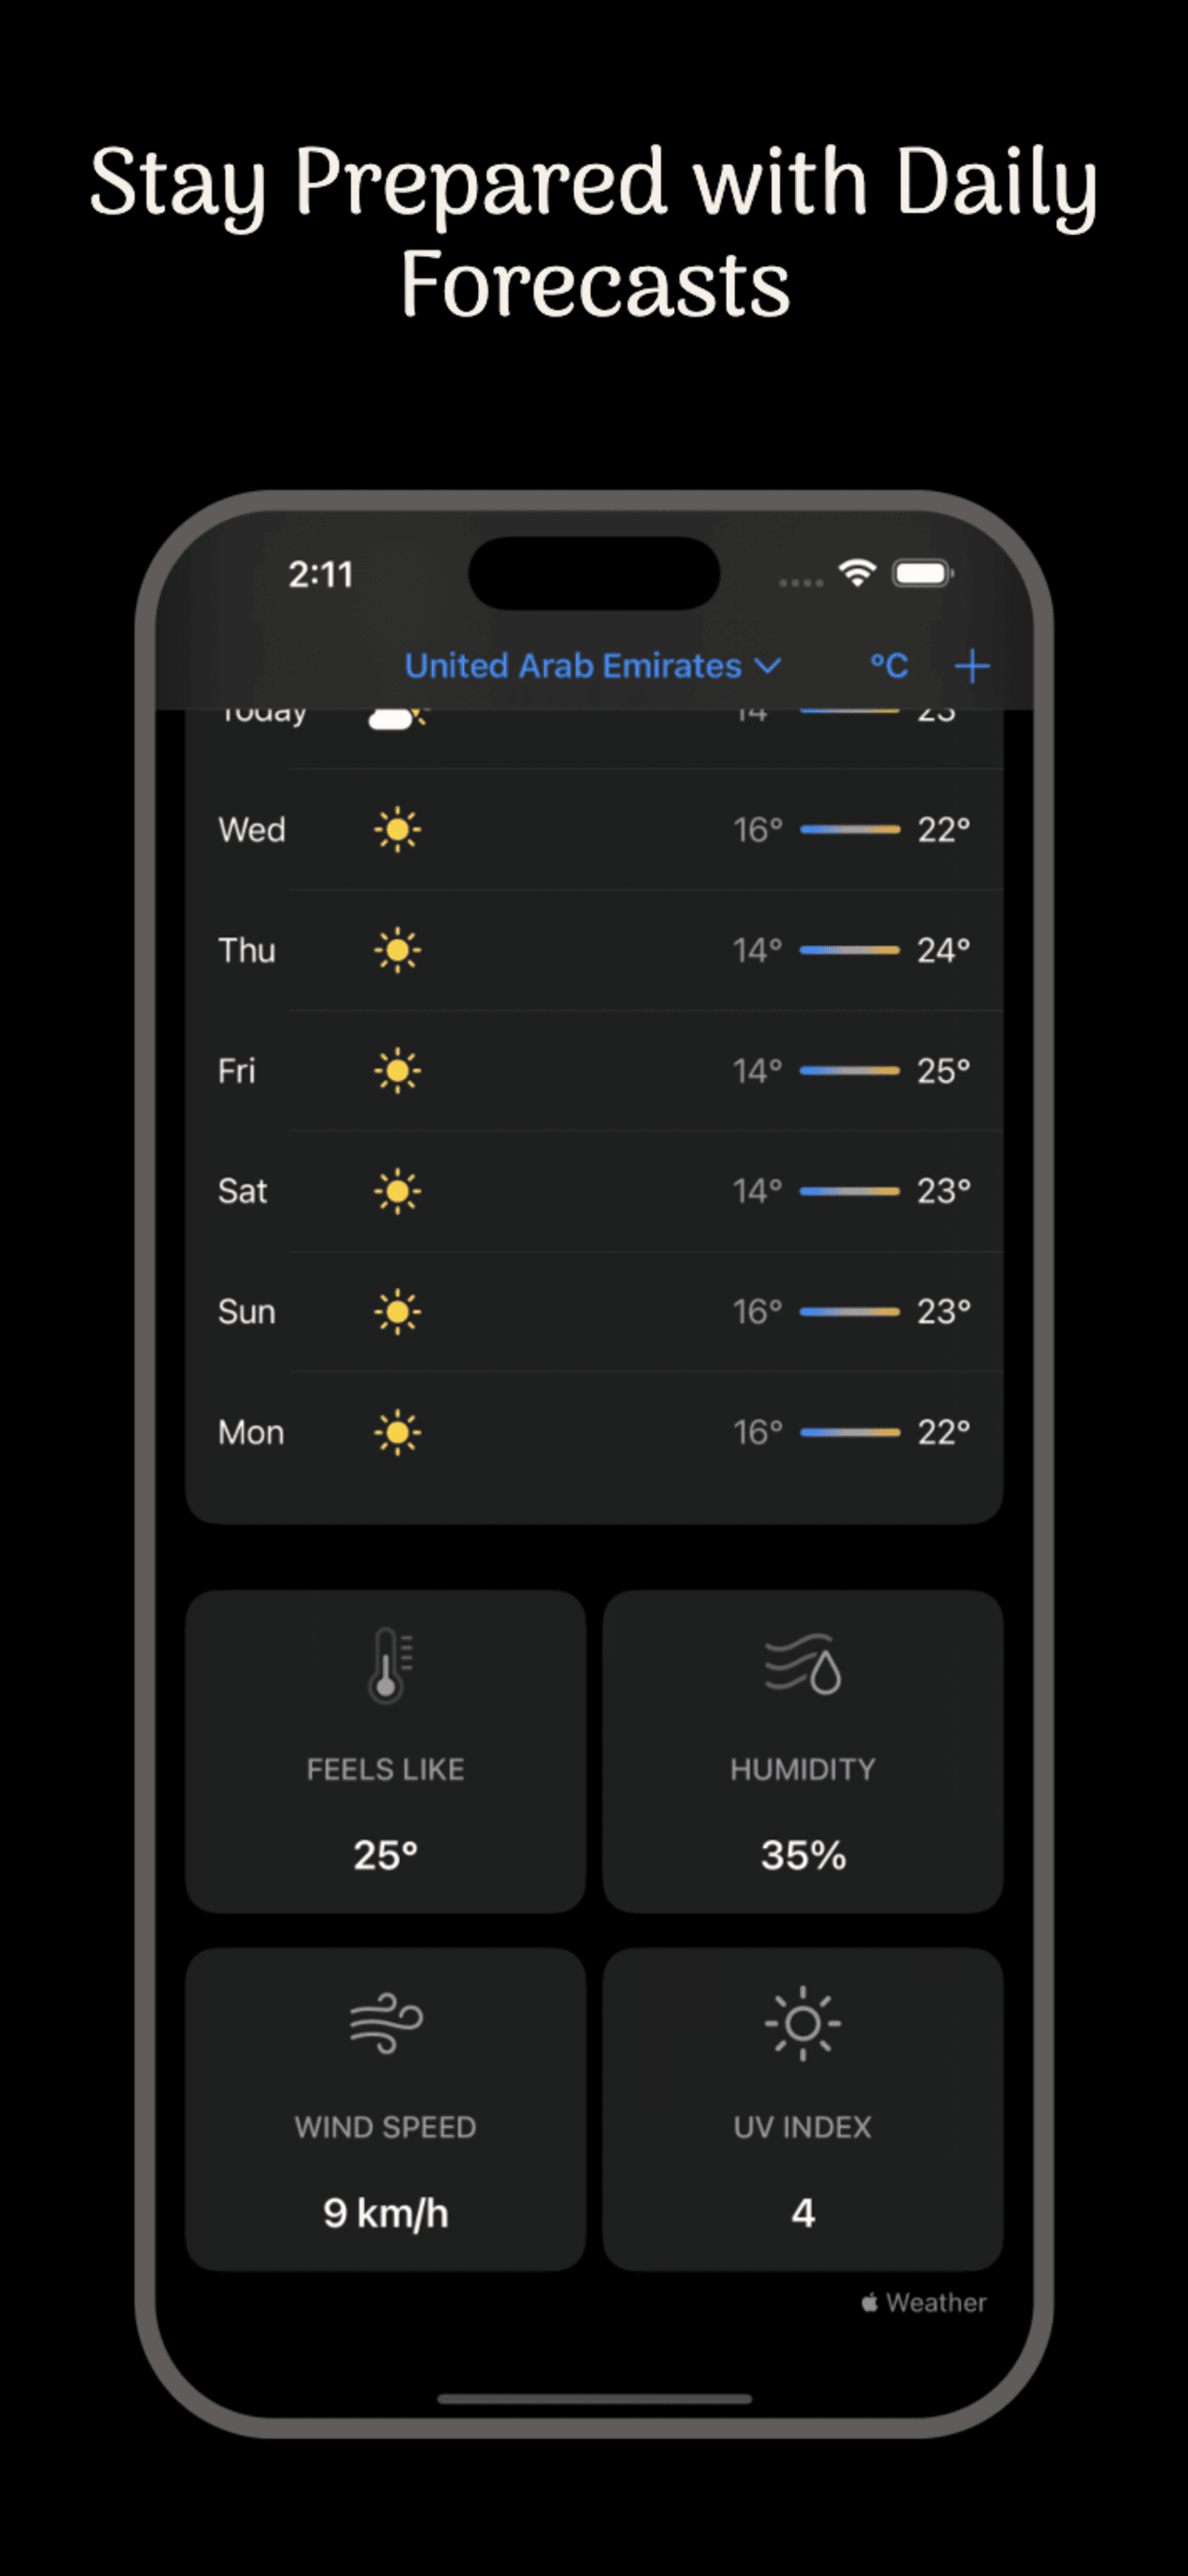 Stay Prepared with Daily
Forecasts
2:11
United Arab Emirates °C +
Today 14° 23°
Wed 16° 22°
Thu 14° 24°
Fri 14° 25°
Sat 14° 23°
Sun 16° 23°
Mon 16° 22°
FEELS LIKE HUMIDITY
25° 35%
WIND SPEED UV INDEX
9 km/h 4
Weather